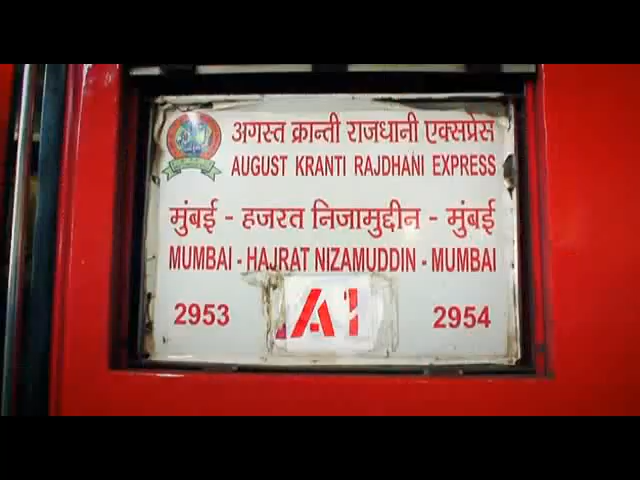 अगस्त क्रान्ती राजधानी एक्सप्रेस
AUGUST KRANTI RAJDHANI EXPRESS
मुंबई - हजरत निजामुद्दीन - मुंबई
MUMBAI - HAJRAT NIZAMUDDIN - MUMBAI
2953 A1 2954